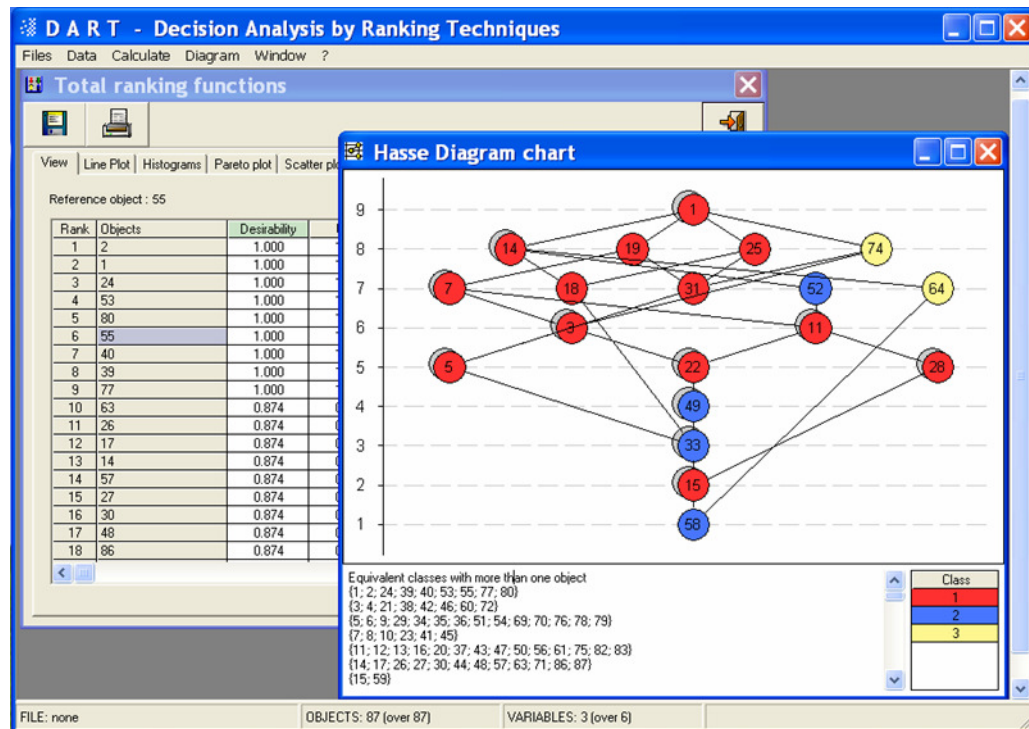 D A R T - Decision Analysis by Ranking Techniques
Files Data Calculate Diagram Window ?
Total ranking functions
View Line Plot Histograms Pareto plot
Reference object : 55
Rank Objects Desirability
1 2 1.000
2 1 1.000
3 24 1.000
4 53 1.000
5 80 1.000
6 55 1.000
7 40 1.000
8 39 1.000
9 77 1.000
10 63 0.874
11 26 0.874
12 17 0.874
13 14 0.874
14 57 0.874
15 27 0.874
16 30 0.874
17 48 0.874
18 86 0.874
Hasse Diagram chart
9 1
8 14 19 25 74
7 7 18 31 52 64
6 3 11
5 5 22 28
4 49
3 33
2 15
1 58
Equivalent classes with more than one object
{1; 2; 24; 39; 40; 53; 55; 77; 80}
{3; 4; 21; 38; 42; 46; 60; 72}
{5; 6; 9; 29; 34; 35; 36; 51; 54; 69; 70; 76; 78; 79}
{7; 8; 10; 23; 41; 45}
{11; 12; 13; 16; 20; 37; 43; 47; 50; 56; 61; 75; 82; 83}
{14; 17; 26; 27; 30; 44; 48; 57; 63; 71; 86; 87}
{15; 59}
Class
1
2
3
FILE: none OBJECTS: 87 (over 87) VARIABLES: 3 (over 6)